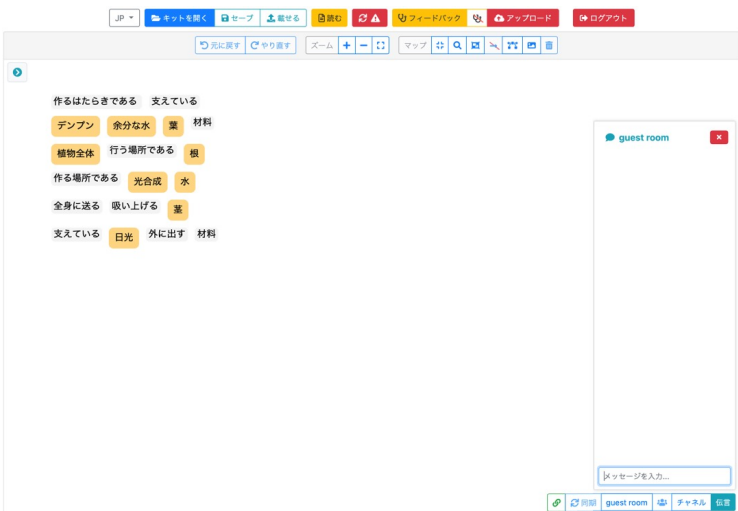 JP キットを開く セーブ 載せる 読む フィードバック アップロード ログアウト
元に戻す やり直す ズーム マップ
作るはたらきである 支えている
デンプン 余分な水 葉 材料
植物全体 行う場所である 根
作る場所である 光合成 水
全身に送る 吸い上げる 茎
支えている 日光 外に出す 材料
guest room
メッセージを入力...
同期 guest room チャネル 伝言